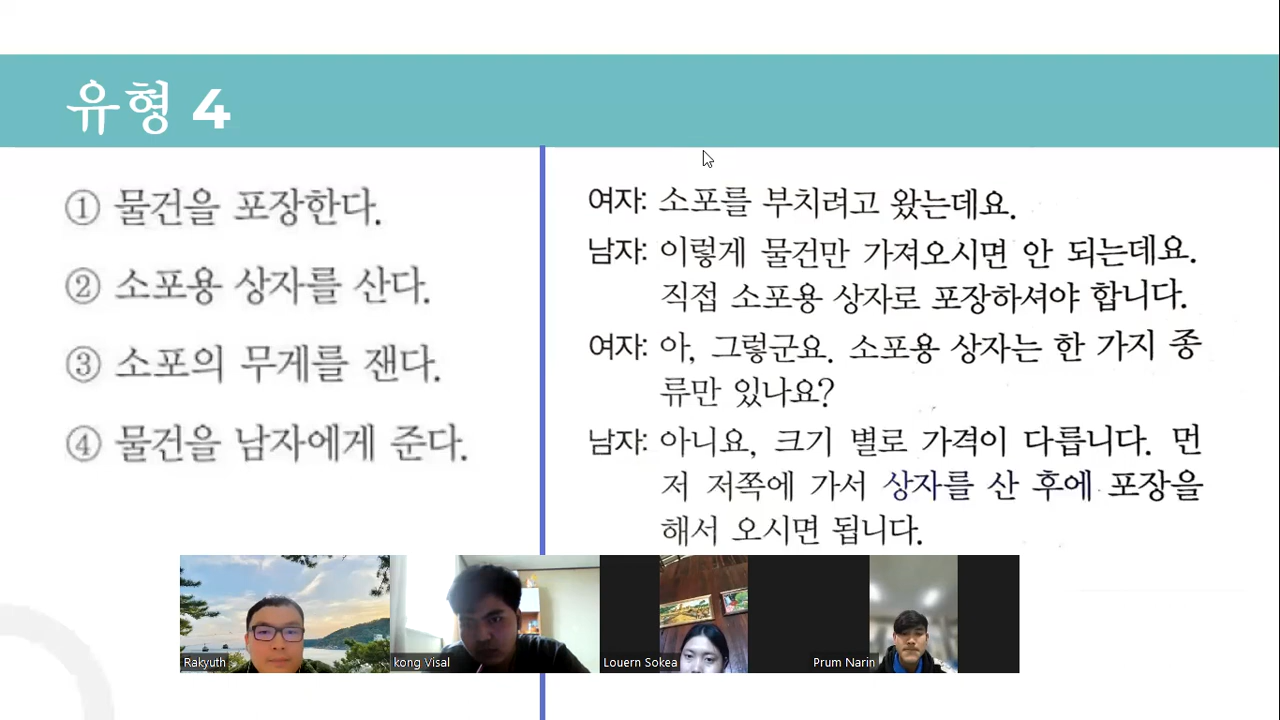 유형 4
① 물건을 포장한다.
② 소포용 상자를 산다.
③ 소포의 무게를 잰다.
④ 물건을 남자에게 준다.
여자: 소포를 부치려고 왔는데요.
남자: 이렇게 물건만 가져오시면 안 되는데요.
직접 소포용 상자로 포장하셔야 합니다.
여자: 아, 그렇군요. 소포용 상자는 한 가지 종
류만 있나요?
남자: 아니요, 크기 별로 가격이 다릅니다. 먼
저 저쪽에 가서 상자를 산 후에 포장을
해서 오시면 됩니다.
Rakyuth
kong Visal
Louern Sokea
Prum Narin